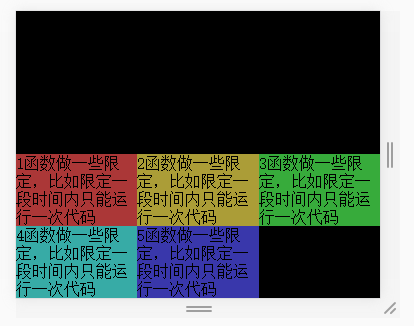 1函数做一些限
定，比如限定一
段时间内只能运
行一次代码
2函数做一些限
定，比如限定一
段时间内只能运
行一次代码
3函数做一些限
定，比如限定一
段时间内只能运
行一次代码
4函数做一些限
定，比如限定一
段时间内只能运
行一次代码
5函数做一些限
定，比如限定一
段时间内只能运
行一次代码